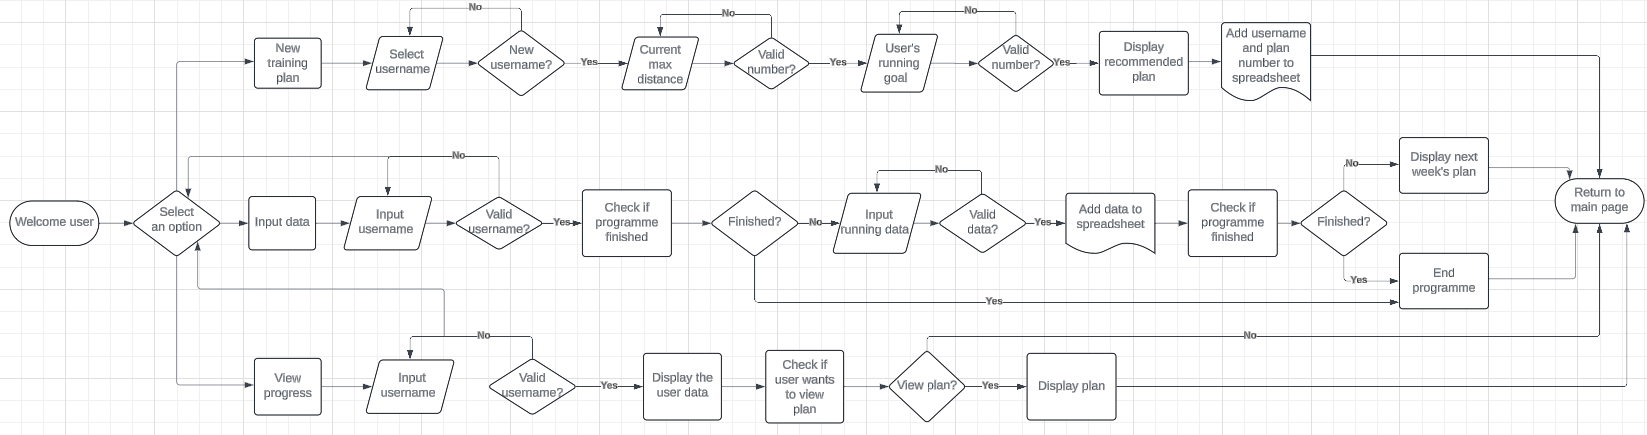 No
No
No
New
training
plan
Select
username
New
username?
Yes
Current
max
distance
Valid
number?
Yes
User's
running
goal
Valid
number?
Yes
Display
recommended
plan
Add username
and plan
number to
spreadsheet
No
No
No
Display next
week's plan
Welcome user
Select
an option
Input data
Input
username
Valid
username?
Yes
Check if
programme
finished
Finished?
No
Input
running data
Valid
data?
Yes
Add data to
spreadsheet
Check if
programme
finished
Finished?
Return to
main page
Yes
End
programme
Yes
No
No
View
progress
Input
username
Valid
username?
Yes
Display the
user data
Check if
user wants
to view
plan
View plan?
Yes
Display plan